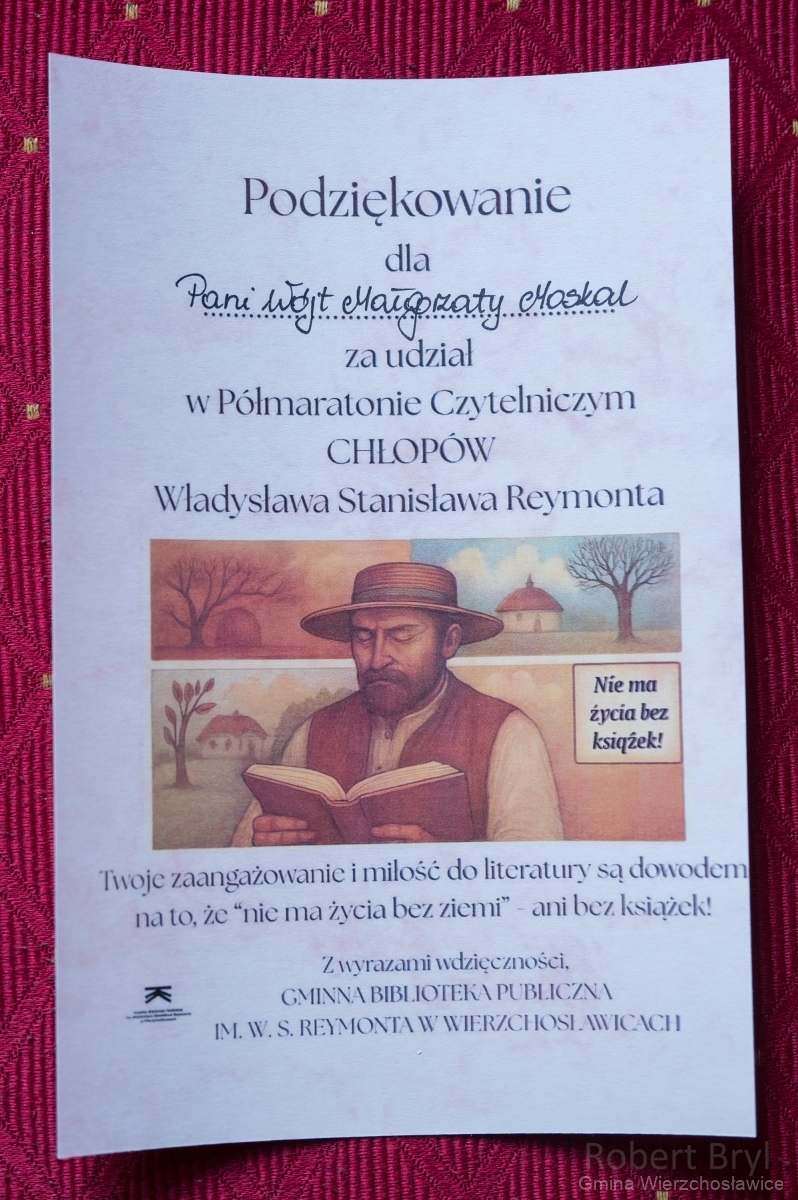 Podziękowanie
dla
Pani Wójt Małgorzaty Moskal
za udział
w Półmaratonie Czytelniczym
CHŁOPÓW
Władysława Stanisława Reymonta
Nie ma
życia bez
książek!
Twoje zaangażowanie i miłość do literatury są dowodem
na to, że “nie ma życia bez ziemi” - ani bez książek!
Z wyrazami wdzięczności,
GMINNA BIBLIOTEKA PUBLICZNA
IM. W. S. REYMONTA W WIERZCHOSŁAWICACH
Robert Bryl
Gmina Wierzchosławice